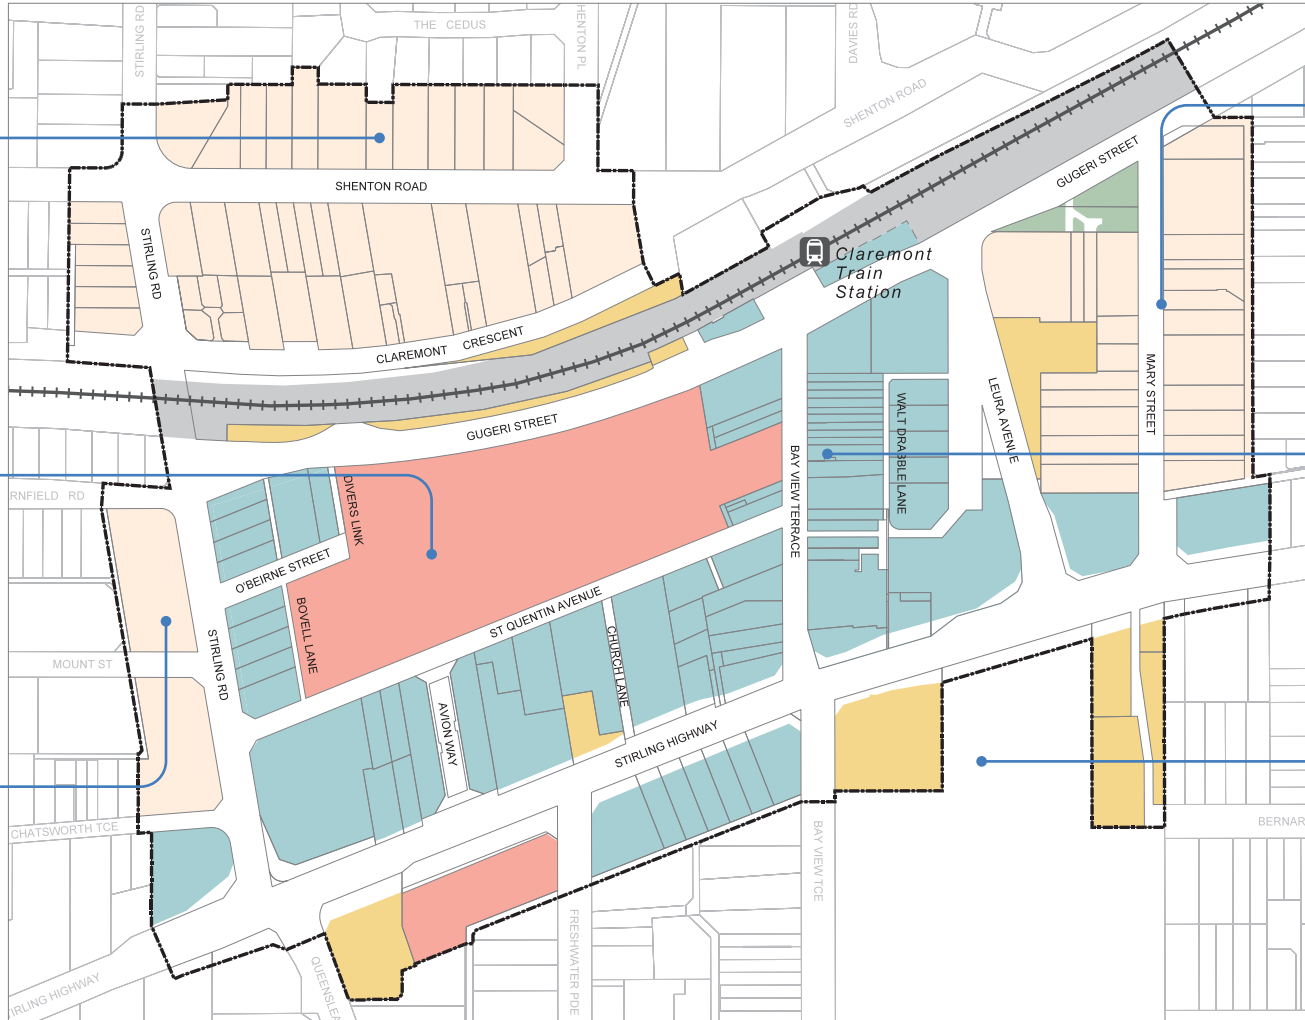 STIRLING RD
THE CEDUS
HENTON PL
DAVIES RD
SHENTON ROAD
GUGERI STREET
SHENTON ROAD
STIRLING RD
Claremont
Train
Station
CLAREMONT CRESCENT
GUGERI STREET
LEURA AVENUE
MARY STREET
WALT DRABBLE LANE
BAY VIEW TERRACE
RNFIELD RD
DIVERS LINK
O'BEIRNE STREET
BOVELL LANE
ST QUENTIN AVENUE
CHURCH LANE
MOUNT ST
STIRLING RD
AVION WAY
STIRLING HIGHWAY
CHATSWORTH TCE
BAY VIEW TCE
BERNAR
FRESHWATER PDE
QUEENSLEA
TIRLING HIGHWAY